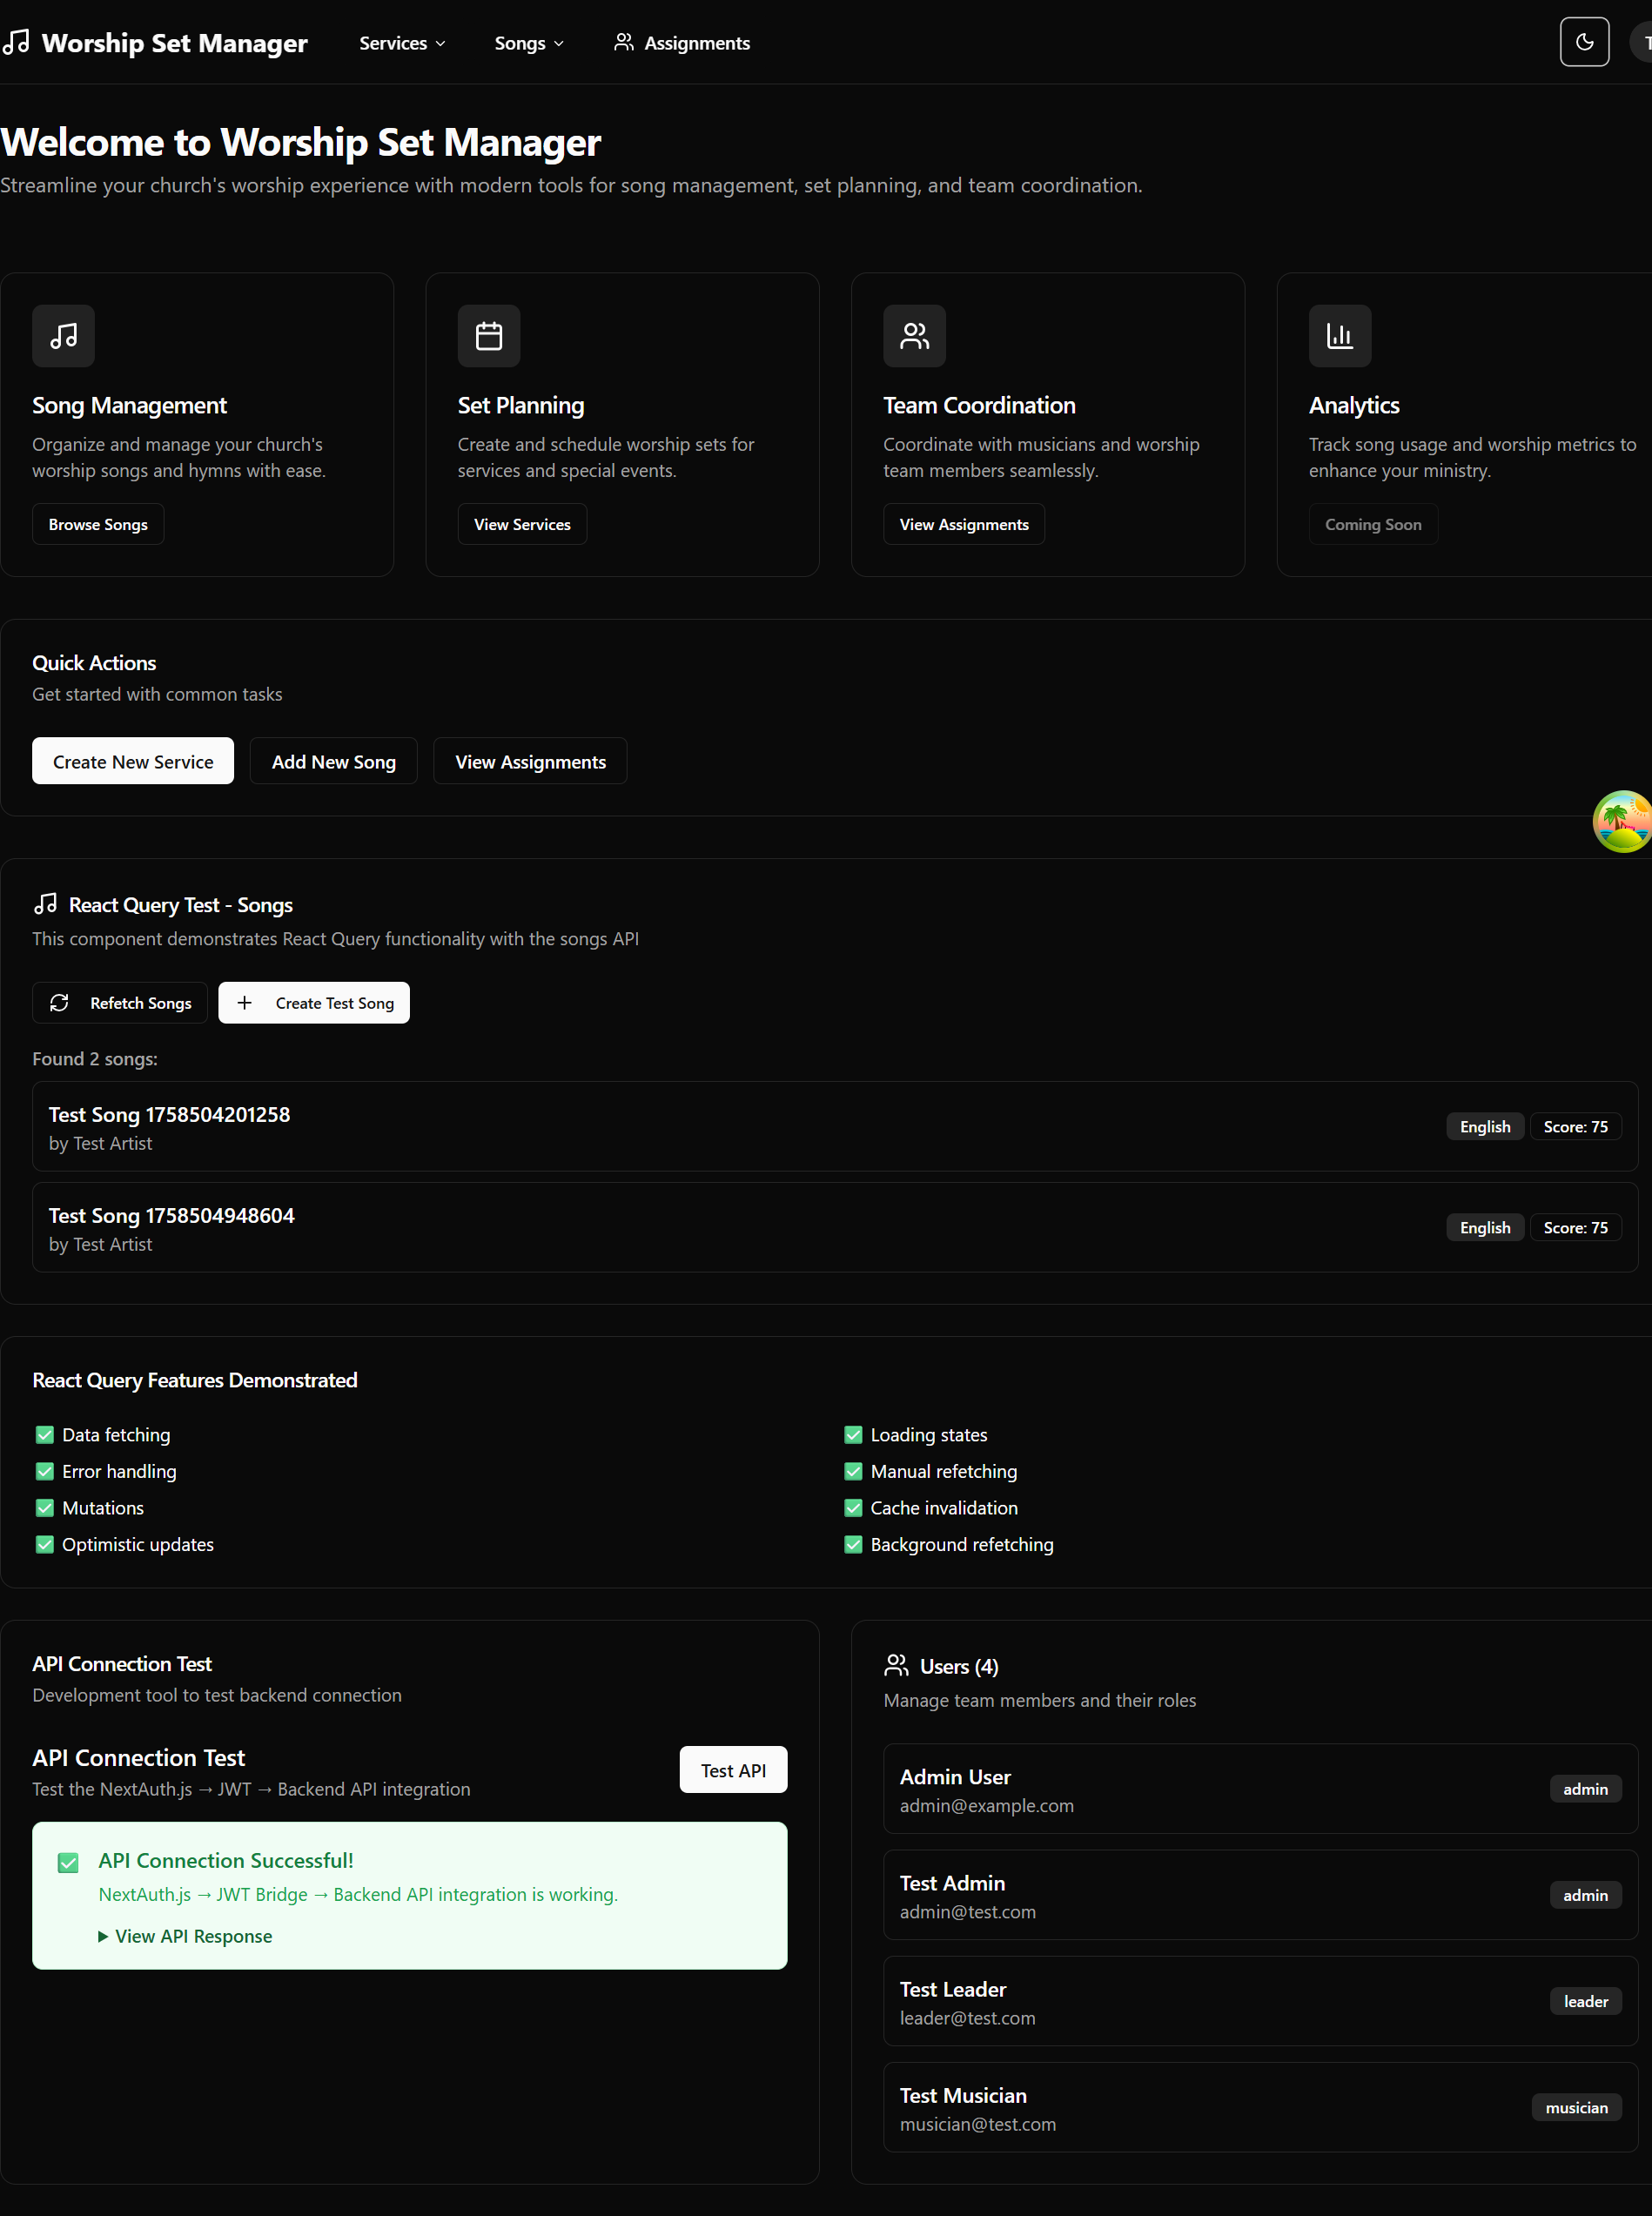 Worship Set Manager
Services
Songs
Assignments
T
Welcome to Worship Set Manager
Streamline your church's worship experience with modern tools for song management, set planning, and team coordination.
Song Management
Organize and manage your church's
worship songs and hymns with ease.
Browse Songs
Set Planning
Create and schedule worship sets for
services and special events.
View Services
Team Coordination
Coordinate with musicians and worship
team members seamlessly.
View Assignments
Analytics
Track song usage and worship metrics to
enhance your ministry.
Coming Soon
Quick Actions
Get started with common tasks
Create New Service
Add New Song
View Assignments
React Query Test - Songs
This component demonstrates React Query functionality with the songs API
Refetch Songs
Create Test Song
Found 2 songs:
Test Song 1758504201258
by Test Artist
English
Score: 75
Test Song 1758504948604
by Test Artist
English
Score: 75
React Query Features Demonstrated
✅ Data fetching
✅ Loading states
✅ Error handling
✅ Manual refetching
✅ Mutations
✅ Cache invalidation
✅ Optimistic updates
✅ Background refetching
API Connection Test
Development tool to test backend connection
API Connection Test
Test the NextAuth.js → JWT → Backend API integration
Test API
✅ API Connection Successful!
NextAuth.js → JWT Bridge → Backend API integration is working.
▶ View API Response
Users (4)
Manage team members and their roles
Admin User
admin@example.com
admin
Test Admin
admin@test.com
admin
Test Leader
leader@test.com
leader
Test Musician
musician@test.com
musician